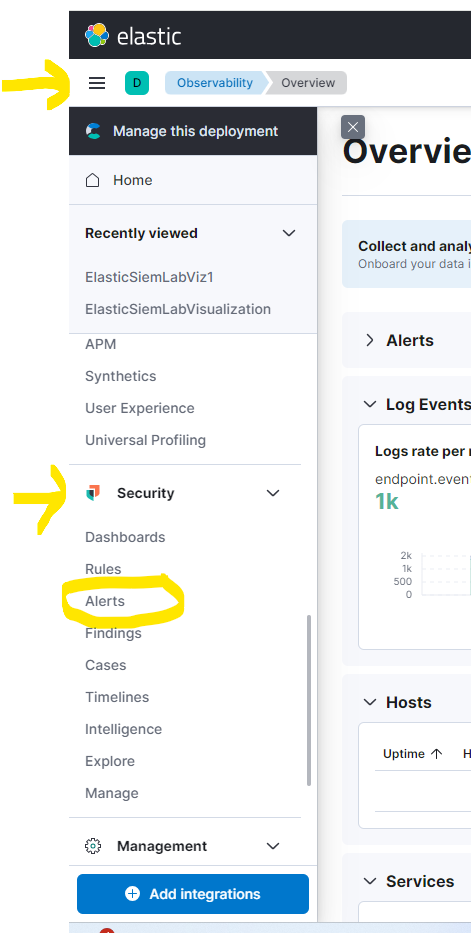 elastic
D
Observability
Overview
Manage this deployment
Home
Recently viewed
ElasticSiemLabViz1
ElasticSiemLabVisualization
APM
Synthetics
User Experience
Universal Profiling
Security
Dashboards
Rules
Alerts
Findings
Cases
Timelines
Intelligence
Explore
Manage
Management
Add integrations
Overvie
Collect and analy
Onboard your data i
Alerts
Log Events
Logs rate per
endpoint.event
1k
2k
1k
500
0
Hosts
Uptime
H
Services